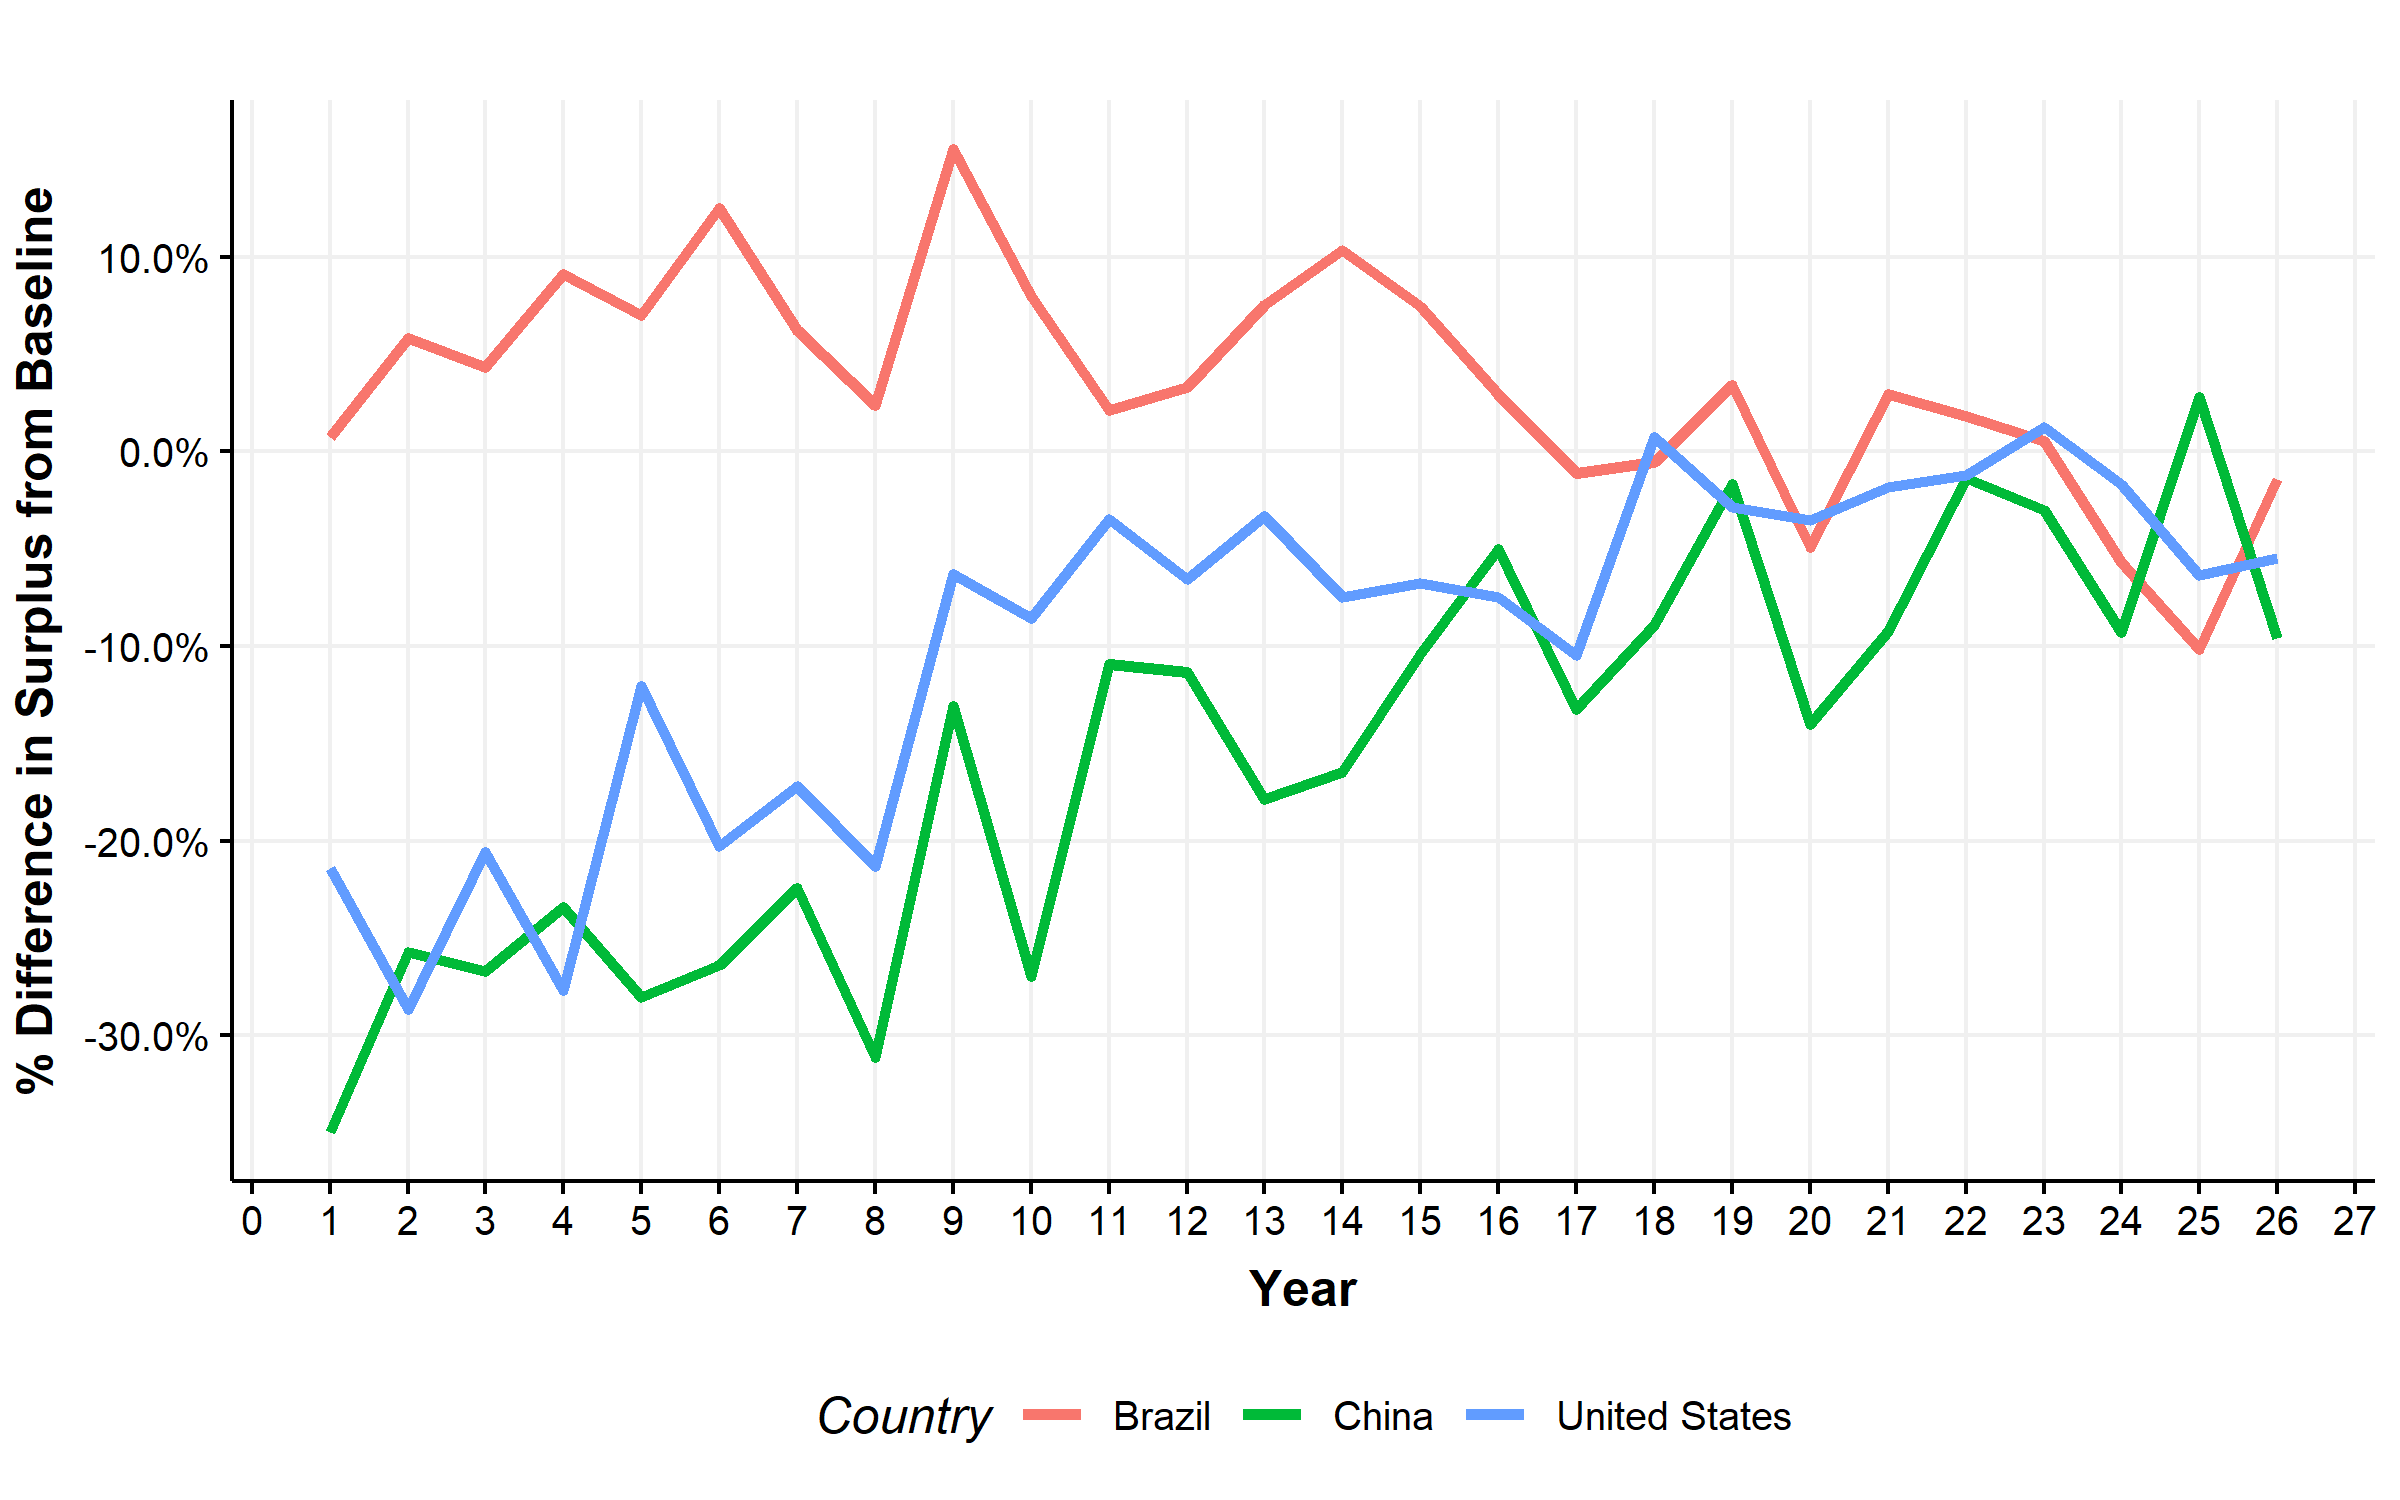 % Difference in Surplus from Baseline
10.0%
0.0%
-10.0%
-20.0%
-30.0%
0 1 2 3 4 5 6 7 8 9 10 11 12 13 14 15 16 17 18 19 20 21 22 23 24 25 26 27
Year
Country Brazil China United States